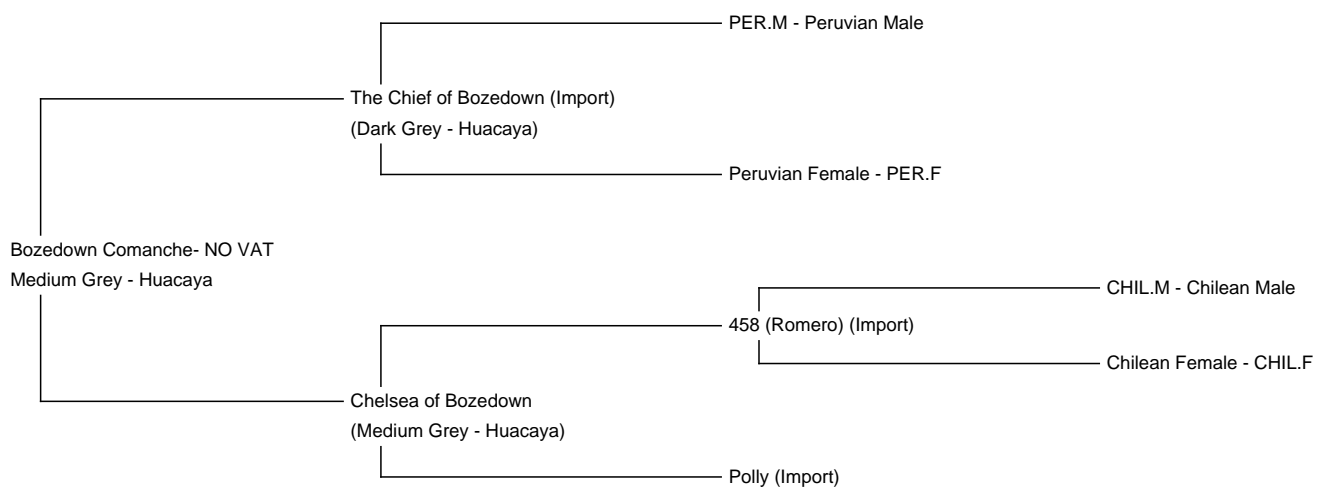 PER.M - Peruvian Male
The Chief of Bozedown (Import)
(Dark Grey - Huacaya)
Peruvian Female - PER.F
Bozedown Comanche- NO VAT
Medium Grey - Huacaya
CHIL.M - Chilean Male
458 (Romero) (Import)
Chilean Female - CHIL.F
Chelsea of Bozedown
(Medium Grey - Huacaya)
Polly (Import)